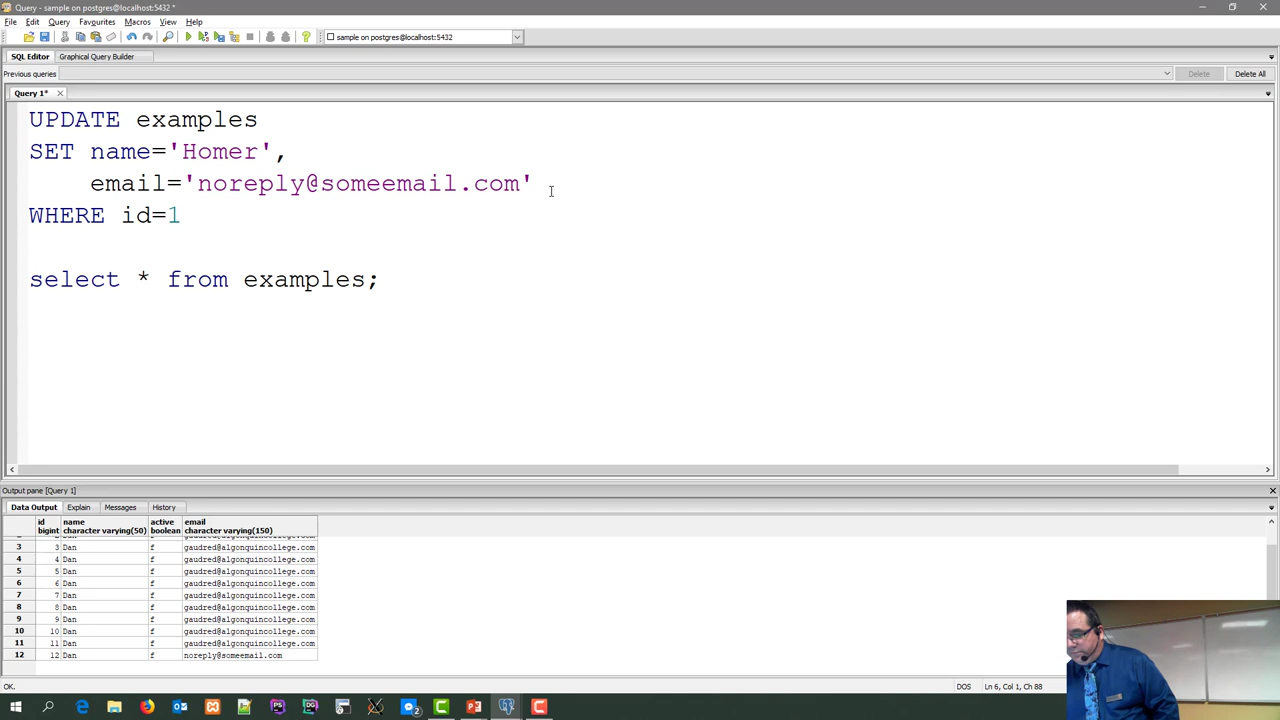 Query - sample on postgres@localhost:5432 *
File Edit Query Favourites Macros View Help
sample on postgres@localhost:5432
SQL Editor Graphical Query Builder
Previous queries Delete Delete All
Query 1*
UPDATE examples
SET name='Homer',
email='noreply@someemail.com'
WHERE id=1
select * from examples;
Output pane [Query 1]
Data Output Explain Messages History
id name active email
bigint character varying(50) boolean character varying(150)
gaudred@algonquincollege.com
3 3 Dan f gaudred@algonquincollege.com
4 4 Dan f gaudred@algonquincollege.com
5 5 Dan f gaudred@algonquincollege.com
6 6 Dan f gaudred@algonquincollege.com
7 7 Dan f gaudred@algonquincollege.com
8 8 Dan f gaudred@algonquincollege.com
9 9 Dan f gaudred@algonquincollege.com
10 10 Dan f gaudred@algonquincollege.com
11 11 Dan f gaudred@algonquincollege.com
12 12 Dan f noreply@someemail.com
OK. DOS Ln 6, Col 1, Ch 88